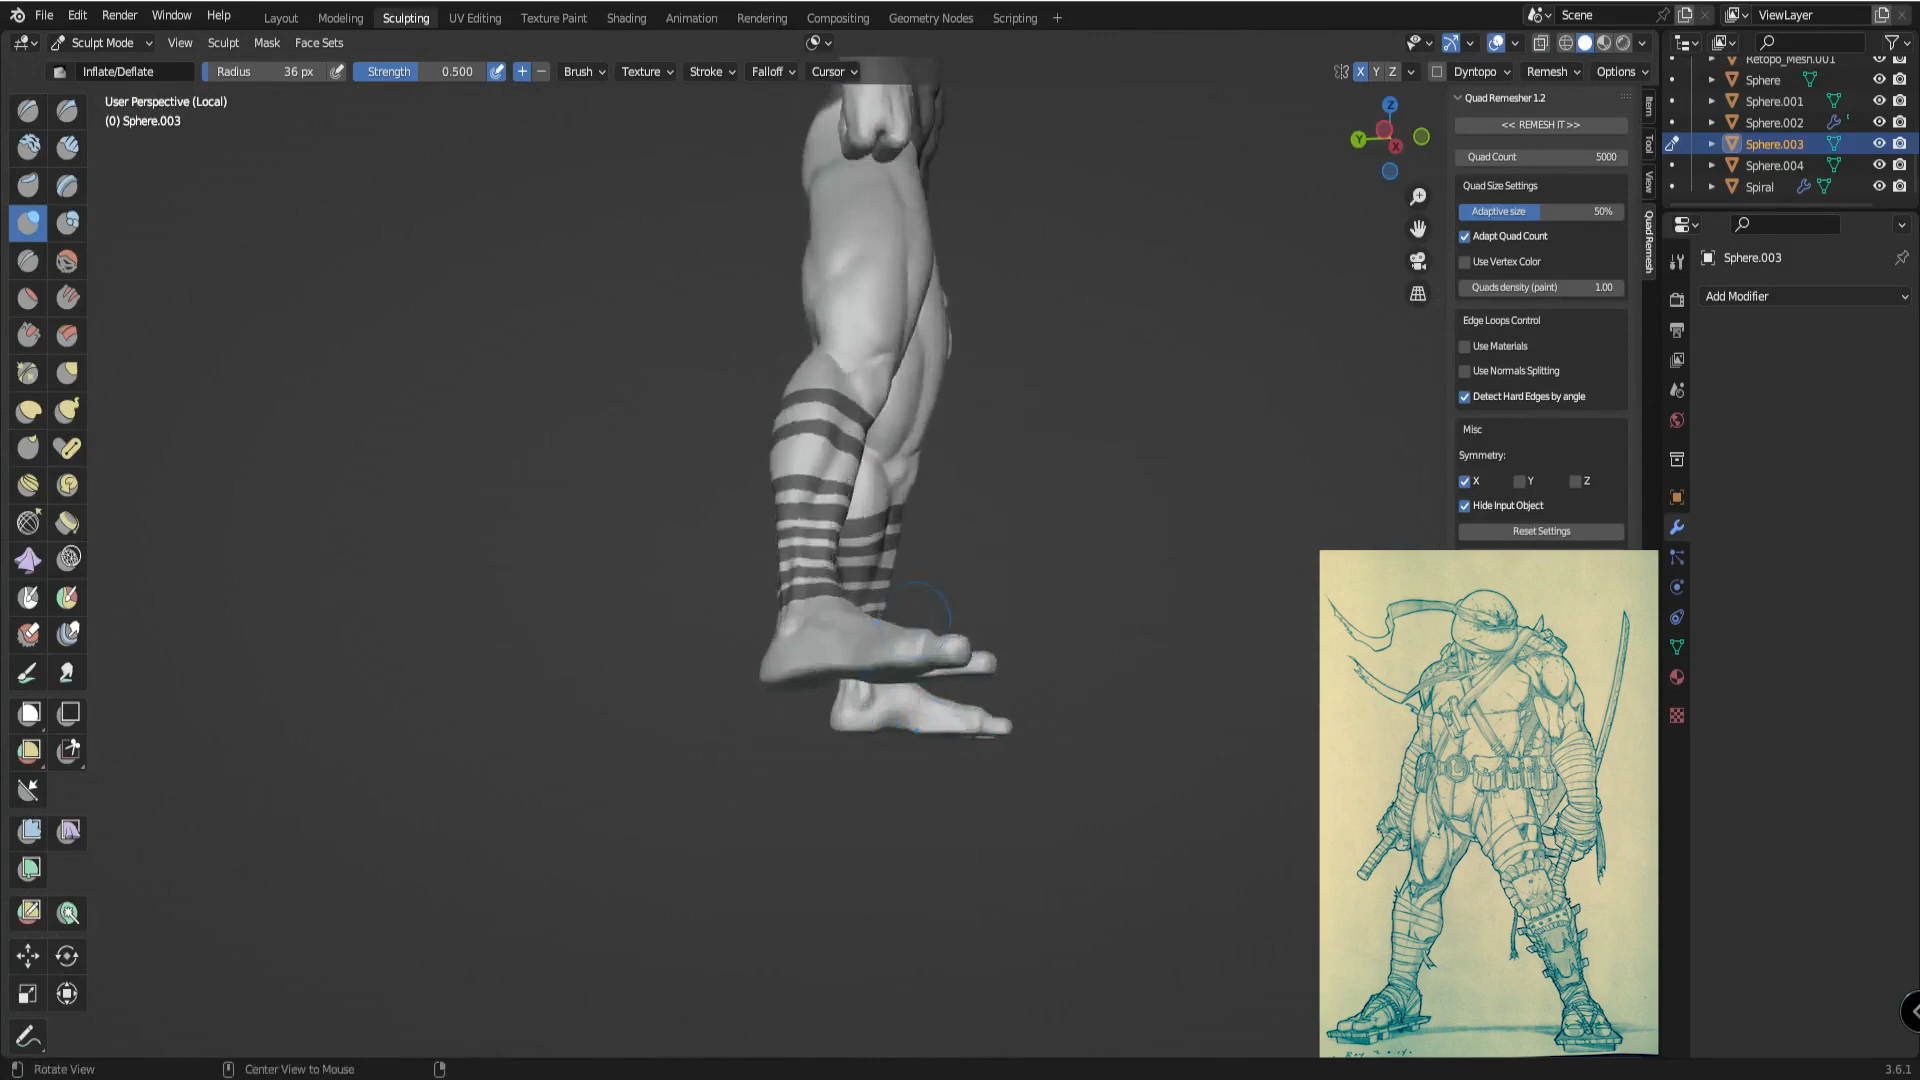 File Edit Render Window Help Layout Modeling Sculpting UV Editing Texture Paint Shading Animation Rendering Compositing Geometry Nodes Scripting + Scene ViewLayer
Sculpt Mode View Sculpt Mask Face Sets
Inflate/Deflate Radius 36 px Strength 0.500 Brush Texture Stroke Falloff Cursor X Y Z Dyntopo Remesh Options
User Perspective (Local)
(0) Sphere.003
Z
Y
X
Quad Remesher 1.2
<< REMESH IT >>
Quad Count 5000
Quad Size Settings
Adaptive size 50%
Adapt Quad Count
Use Vertex Color
Quads density (paint) 1.00
Edge Loops Control
Use Materials
Use Normals Splitting
Detect Hard Edges by angle
Misc
Symmetry:
X Y Z
Hide Input Object
Reset Settings
Item
Tool
View
Quad Remesh
Retopo_Mesh.001
Sphere
Sphere.001
Sphere.002
Sphere.003
Sphere.004
Spiral
Sphere.003
Add Modifier
Rotate View Center View to Mouse 3.6.1